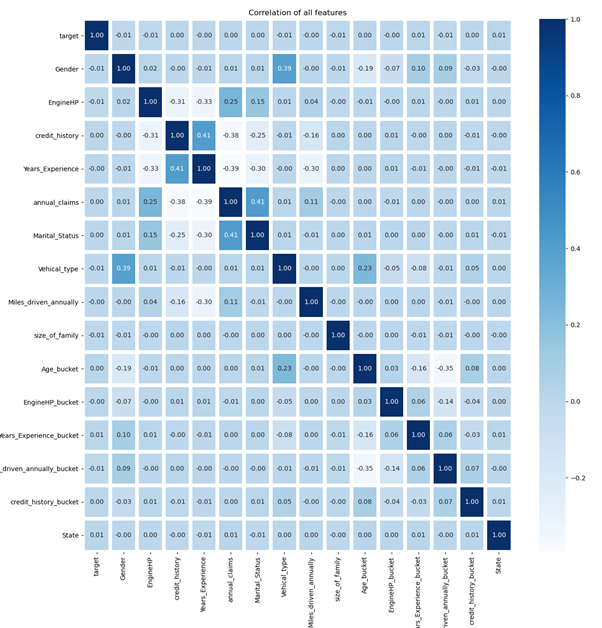 Correlation of all features
target 1.00 -0.01 -0.01 0.00 -0.00 0.00 0.00 -0.01 -0.00 -0.01 0.00 -0.00 0.01 -0.01 0.00 0.01
Gender -0.01 1.00 0.02 -0.00 -0.01 0.01 0.01 0.39 -0.00 -0.01 -0.19 -0.07 0.10 0.09 -0.03 -0.00
EngineHP -0.01 0.02 1.00 -0.31 -0.33 0.25 0.15 0.01 0.04 -0.00 -0.01 -0.00 0.01 -0.00 0.01 0.00
credit_history 0.00 -0.00 -0.31 1.00 0.41 -0.38 -0.25 -0.01 -0.16 0.00 0.00 0.01 -0.00 0.00 -0.01 -0.00
Years_Experience -0.00 -0.01 -0.33 0.41 1.00 -0.39 -0.30 -0.00 -0.30 0.00 0.00 0.01 -0.01 0.00 -0.01 0.00
annual_claims 0.00 0.01 0.25 -0.38 -0.39 1.00 0.41 0.01 0.11 -0.00 0.00 -0.01 0.00 -0.00 0.00 0.01
Marital_Status 0.00 0.01 0.15 -0.25 -0.30 0.41 1.00 0.01 -0.01 -0.00 0.01 -0.00 0.01 -0.00 0.01 0.00
Vehical_type -0.01 0.39 0.01 -0.01 -0.00 0.01 0.01 1.00 -0.00 0.00 0.23 -0.05 -0.08 -0.01 0.05 0.00
Miles_driven_annually -0.00 -0.00 0.04 -0.16 -0.30 0.11 -0.01 -0.00 1.00 -0.00 -0.00 -0.00 0.00 -0.01 0.00 -0.00
size_of_family -0.01 -0.01 -0.00 0.00 0.00 -0.00 -0.00 0.00 -0.00 1.00 -0.00 0.00 -0.01 -0.01 -0.00 0.00
Age_bucket 0.00 -0.19 -0.01 0.00 0.00 0.00 0.01 0.23 -0.00 -0.00 1.00 0.03 -0.16 -0.35 0.08 0.00
EngineHP_bucket -0.00 -0.07 -0.00 0.01 0.01 -0.01 -0.00 -0.05 -0.00 0.00 0.03 1.00 0.06 -0.14 -0.04 -0.00
ears_Experience_bucket 0.01 0.10 0.01 -0.00 -0.01 0.00 0.01 -0.08 0.00 -0.01 -0.16 0.06 1.00 0.06 -0.03 0.01
_driven_annually_bucket -0.01 0.09 -0.00 0.00 0.00 -0.00 -0.00 -0.01 -0.01 -0.01 -0.35 -0.14 0.06 1.00 0.07 -0.00
credit_history_bucket 0.00 -0.03 0.01 -0.01 -0.01 0.00 0.01 0.05 0.00 -0.00 0.08 -0.04 -0.03 0.07 1.00 0.01
State 0.01 -0.00 0.00 -0.00 0.00 0.01 0.00 0.00 -0.00 0.00 0.00 -0.00 0.01 -0.00 0.01 1.00
target
Gender
EngineHP
credit_history
Years_Experience
annual_claims
Marital_Status
Vehical_type
Miles_driven_annually
size_of_family
Age_bucket
EngineHP_bucket
rs_Experience_bucket
iven_annually_bucket
credit_history_bucket
State
1.0
0.8
0.6
0.4
0.2
0.0
−0.2